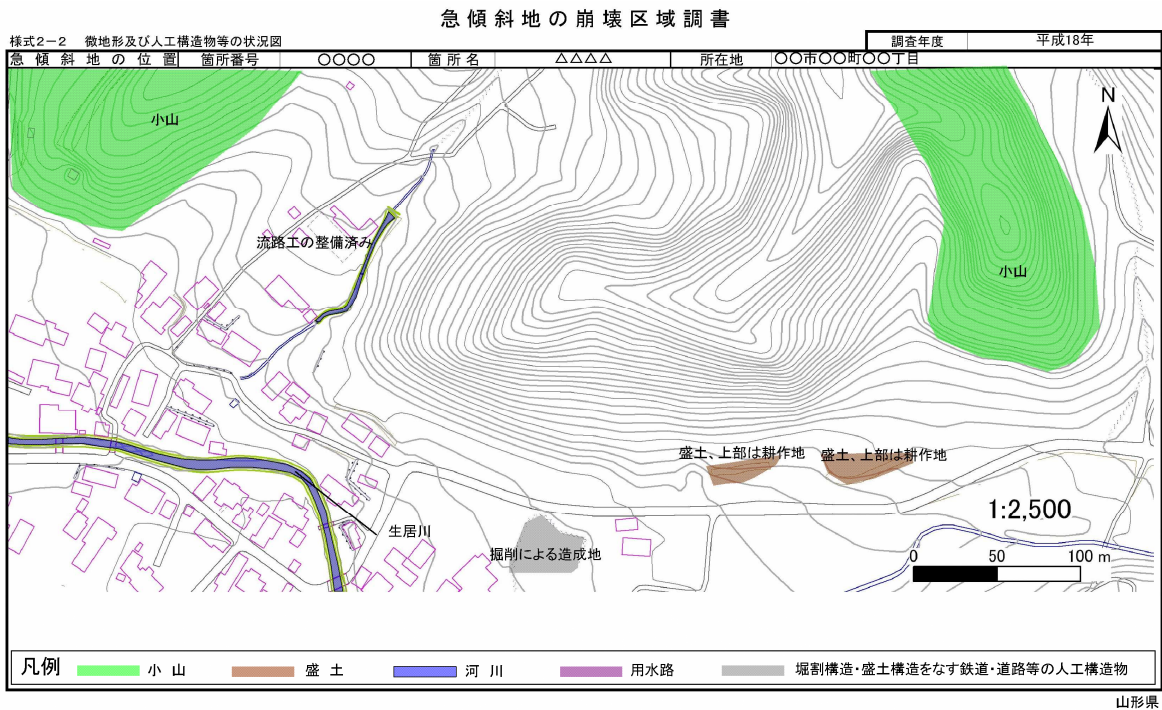 急傾斜地の崩壊区域調書
様式２－２　微地形及び人工構造物等の状況図
調査年度　平成18年
急傾斜地の位置　箇所番号　○○○○　箇所名　△△△△　所在地　○○市○○町○○丁目
小山
N
流路工の整備済み
小山
盛土、上部は耕作地
盛土、上部は耕作地
1:2,500
生居川
掘削による造成地
0　50　100 m
凡例　小山　盛土　河川　用水路　堀割構造・盛土構造をなす鉄道・道路等の人工構造物
山形県